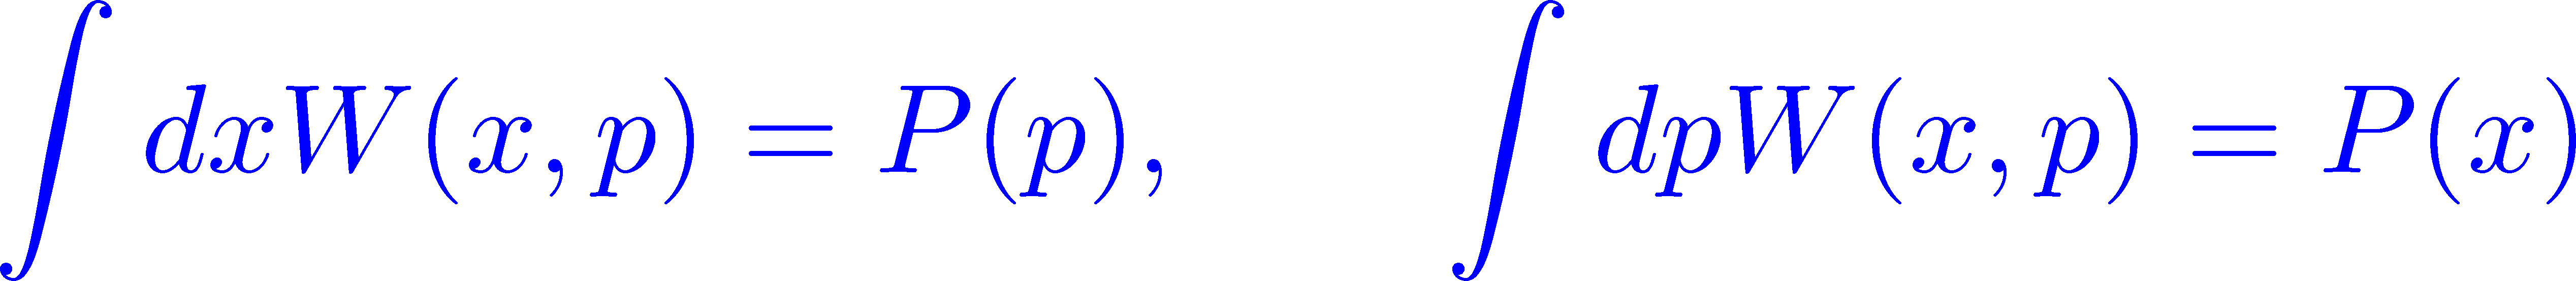 ∫ dxW(x, p) = P(p), ∫ dpW(x, p) = P(x)